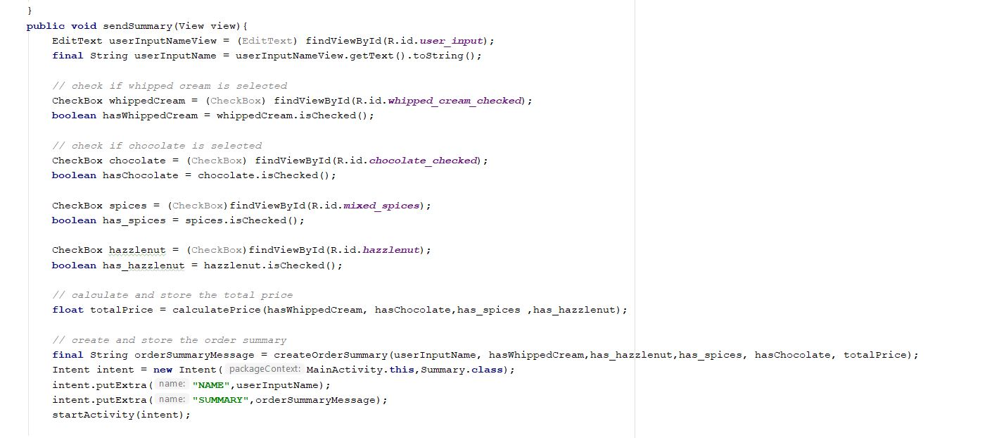 }
public void sendSummary(View view){
EditText userInputNameView = (EditText) findViewById(R.id.user_input);
final String userInputName = userInputNameView.getText().toString();
// check if whipped cream is selected
CheckBox whippedCream = (CheckBox) findViewById(R.id.whipped_cream_checked);
boolean hasWhippedCream = whippedCream.isChecked();
// check if chocolate is selected
CheckBox chocolate = (CheckBox) findViewById(R.id.chocolate_checked);
boolean hasChocolate = chocolate.isChecked();
CheckBox spices = (CheckBox)findViewById(R.id.mixed_spices);
boolean has_spices = spices.isChecked();
CheckBox hazzlenut = (CheckBox)findViewById(R.id.hazzlenut);
boolean has_hazzlenut = hazzlenut.isChecked();
// calculate and store the total price
float totalPrice = calculatePrice(hasWhippedCream, hasChocolate,has_spices ,has_hazzlenut);
// create and store the order summary
final String orderSummaryMessage = createOrderSummary(userInputName, hasWhippedCream,has_hazzlenut,has_spices, hasChocolate, totalPrice);
Intent intent = new Intent( packageContext: MainActivity.this,Summary.class);
intent.putExtra( name: "NAME",userInputName);
intent.putExtra( name: "SUMMARY",orderSummaryMessage);
startActivity(intent);